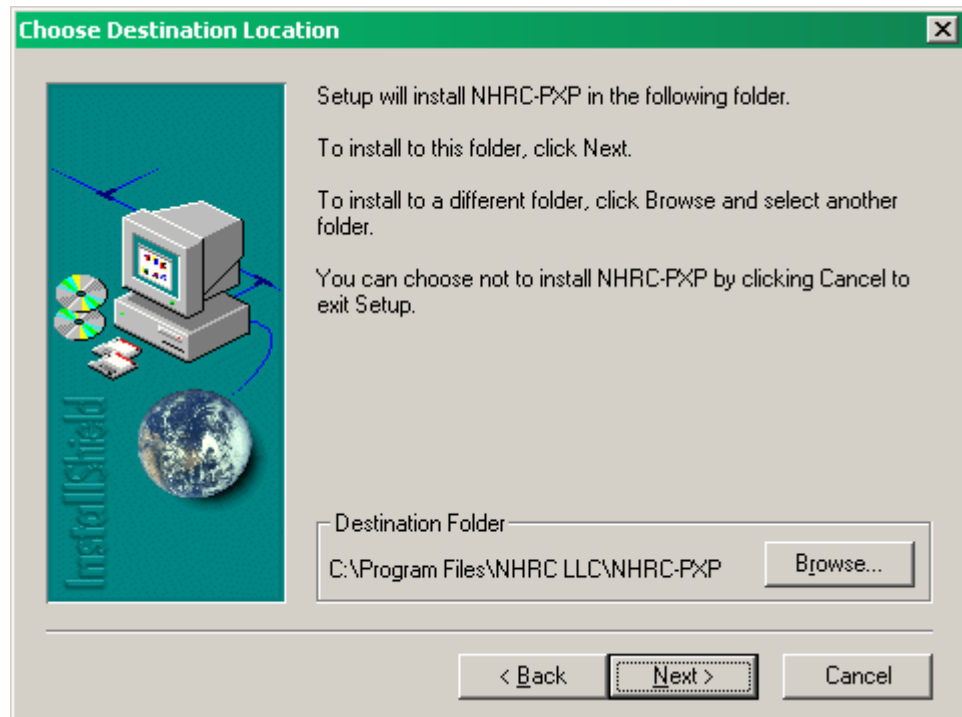 Choose Destination Location
Setup will install NHRC-PXP in the following folder.
To install to this folder, click Next.
To install to a different folder, click Browse and select another
folder.
You can choose not to install NHRC-PXP by clicking Cancel to
exit Setup.
InstallShield
Destination Folder
C:\Program Files\NHRC LLC\NHRC-PXP
Browse...
< Back
Next >
Cancel